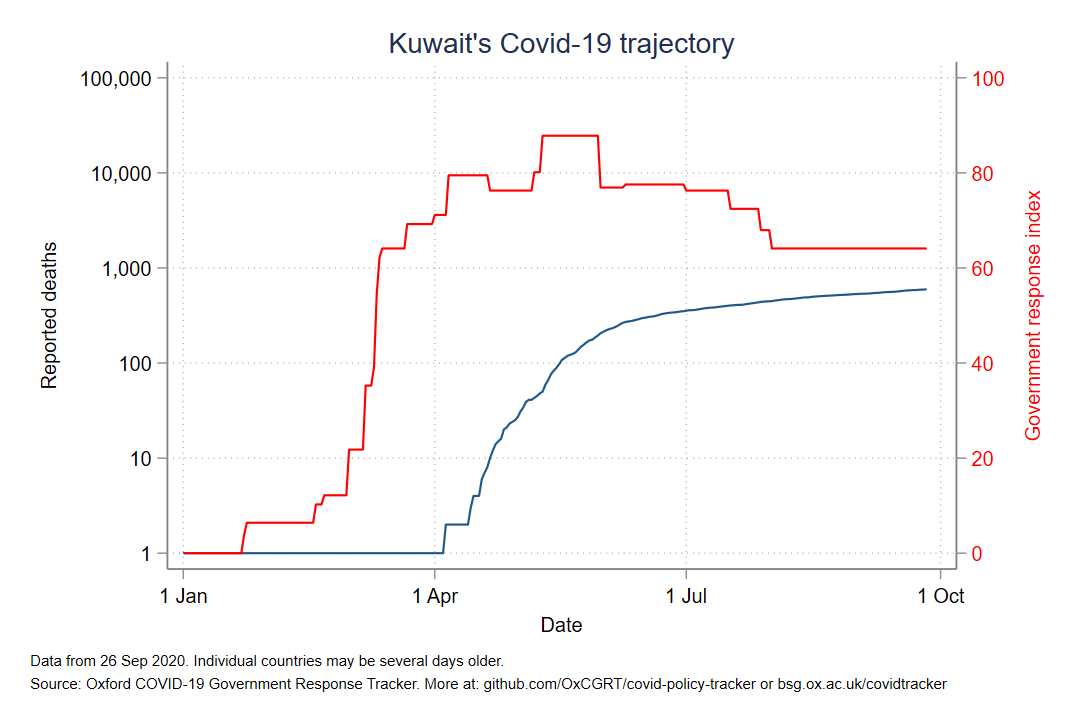 Kuwait's Covid-19 trajectory
100,000
10,000
1,000
100
10
1
Reported deaths
100
80
60
40
20
0
Government response index
1 Jan
1 Apr
1 Jul
1 Oct
Date
Data from 26 Sep 2020. Individual countries may be several days older.
Source: Oxford COVID-19 Government Response Tracker. More at: github.com/OxCGRT/covid-policy-tracker or bsg.ox.ac.uk/covidtracker